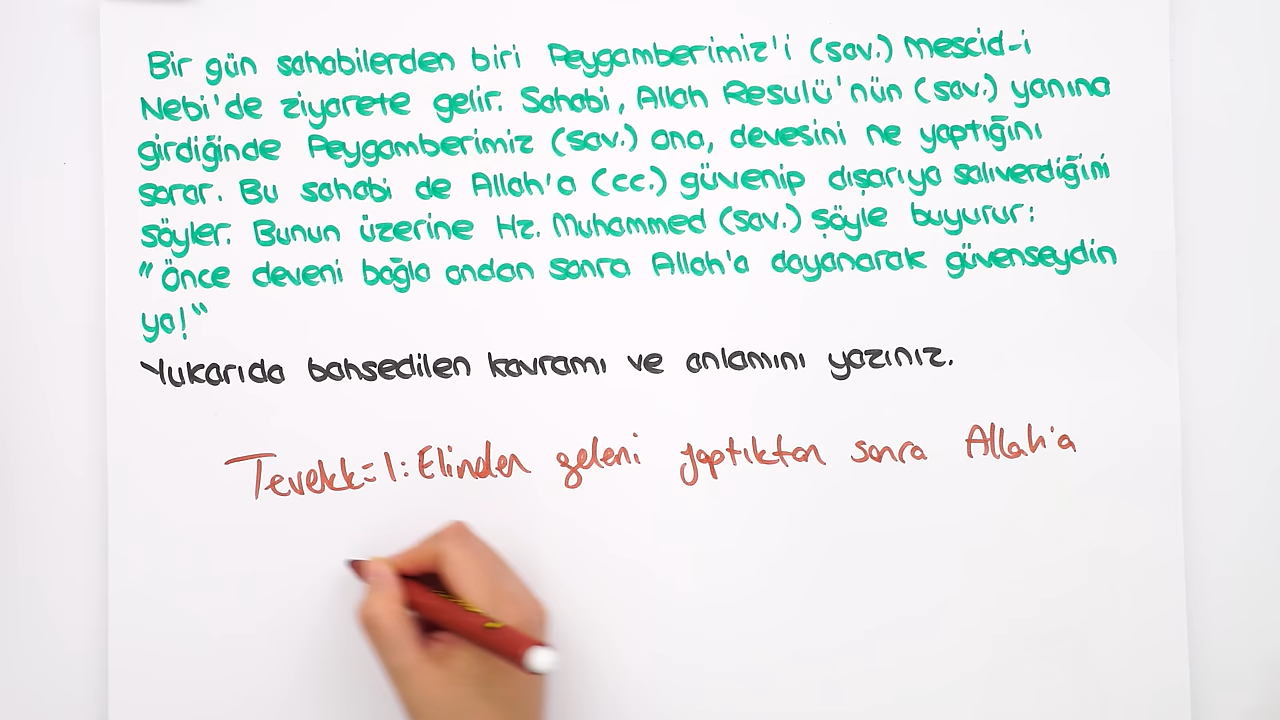 Bir gün sahabilerden biri Peygamberimiz'i (sav.) Mescid-i
Nebi'de ziyarete gelir. Sahabi, Allah Resulü'nün (sav.) yanına
girdiğinde Peygamberimiz (sav.) ona, devesini ne yaptığını
sorar. Bu sahabi de Allah'a (cc.) güvenip dışarıya salıverdiğini
söyler. Bunun üzerine Hz. Muhammed (sav.) şöyle buyurur:
"Önce deveni bağla ondan sonra Allah'a dayanarak güvenseydin
ya!"
Yukarıda bahsedilen kavramı ve anlamını yazınız.
Tevekkül: Elinden geleni yaptıktan sonra Allah'a